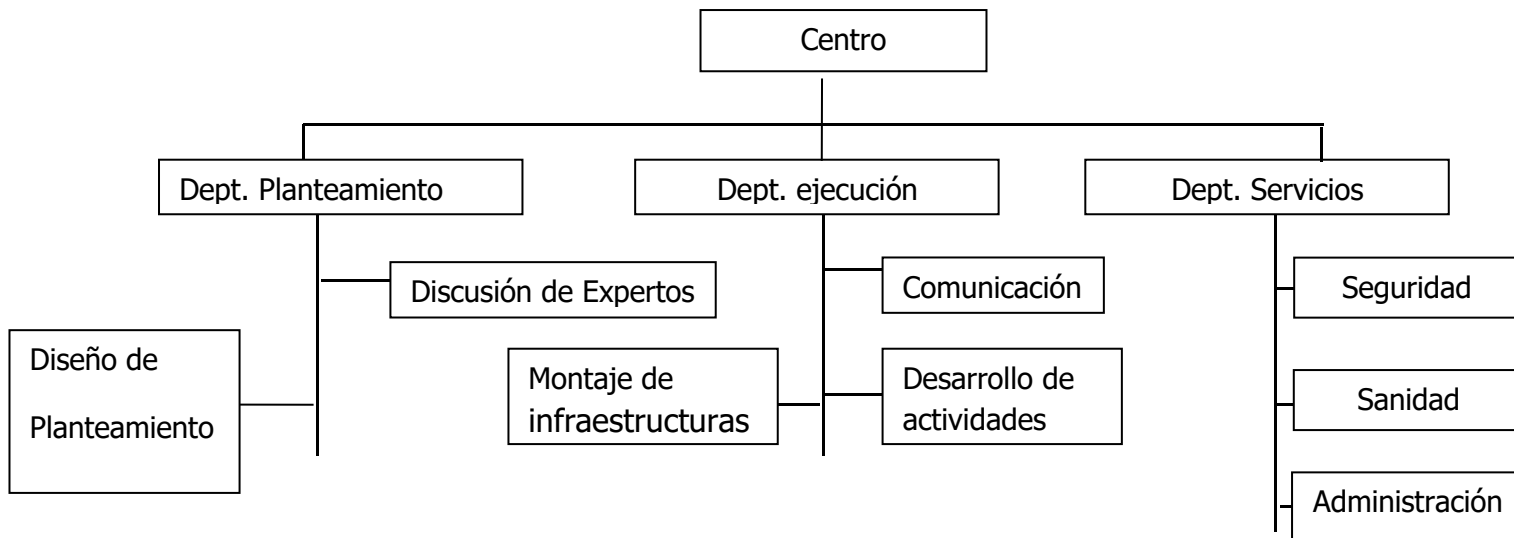 Centro
Dept. Planteamiento
Dept. ejecución
Dept. Servicios
Discusión de Expertos
Comunicación
Seguridad
Diseño de
Planteamiento
Montaje de
infraestructuras
Desarrollo de
actividades
Sanidad
Administración